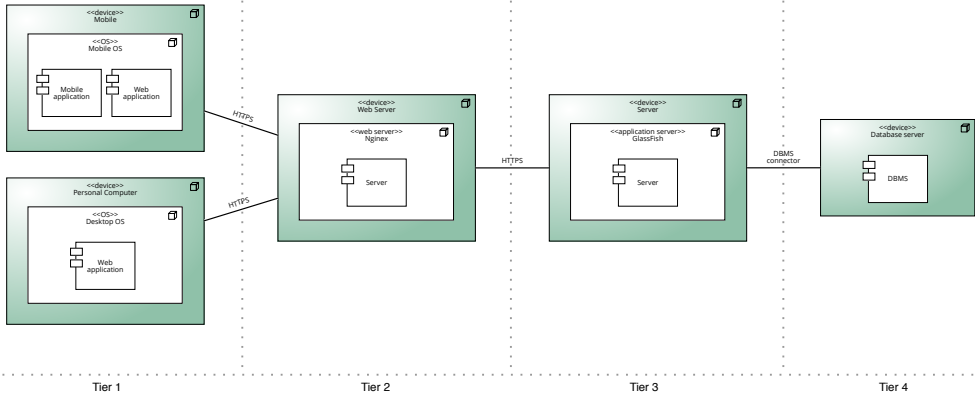 <<device>>
Mobile
<<OS>>
Mobile OS
Mobile
application
Web
application
HTTPS
<<device>>
Personal Computer
<<OS>>
Desktop OS
Web
application
HTTPS
<<device>>
Web Server
<<web server>>
Nginex
Server
HTTPS
<<device>>
Server
<<application server>>
GlassFish
Server
DBMS
connector
<<device>>
Database server
DBMS
Tier 1
Tier 2
Tier 3
Tier 4